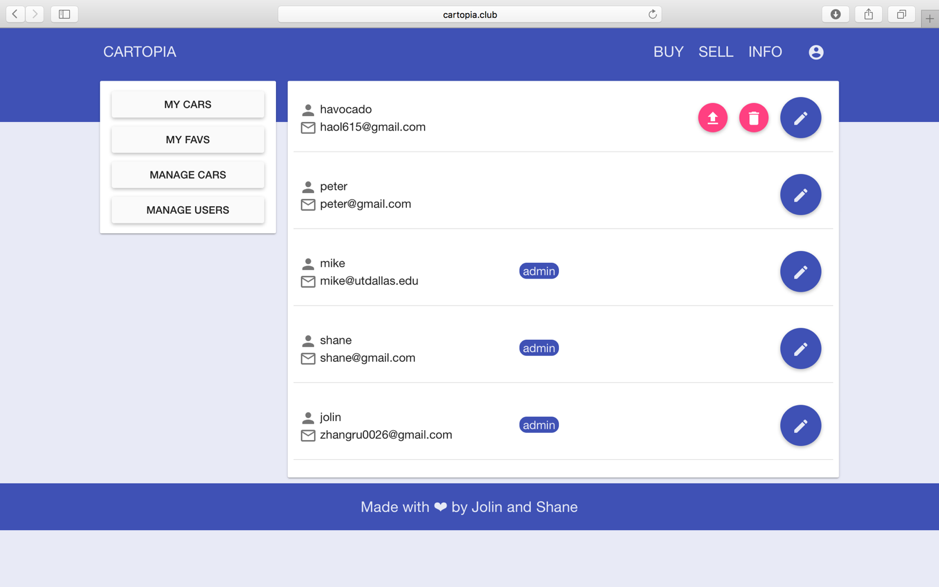 cartopia.club
CARTOPIA
BUY SELL INFO
MY CARS
MY FAVS
MANAGE CARS
MANAGE USERS
havocado
haol615@gmail.com
peter
peter@gmail.com
mike
mike@utdallas.edu
admin
shane
shane@gmail.com
admin
jolin
zhangru0026@gmail.com
admin
Made with ❤ by Jolin and Shane